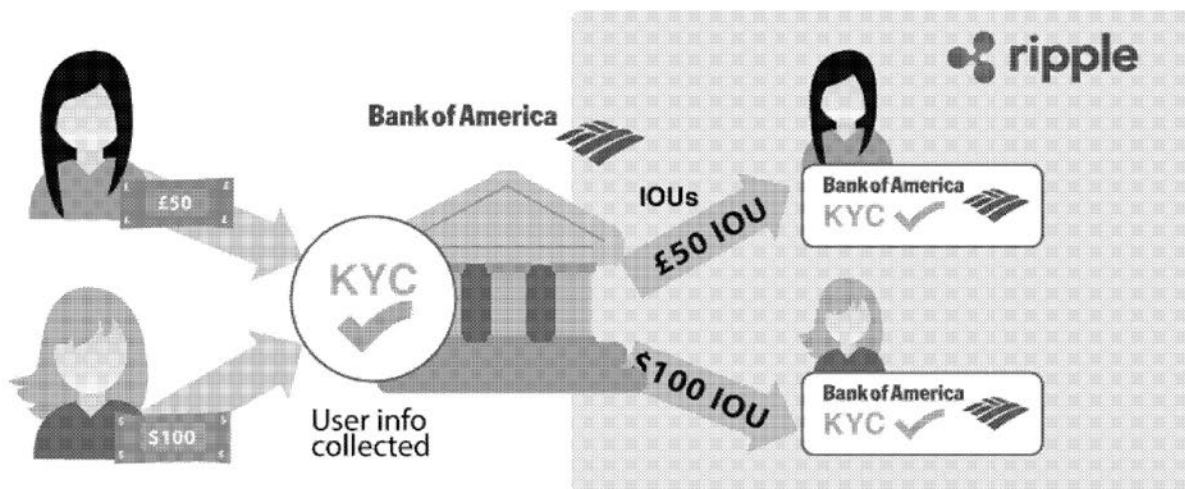 ripple
Bank of America
£50
KYC
User info
collected
$100
IOUs
£50 IOU
$100 IOU
Bank of America
KYC
Bank of America
KYC